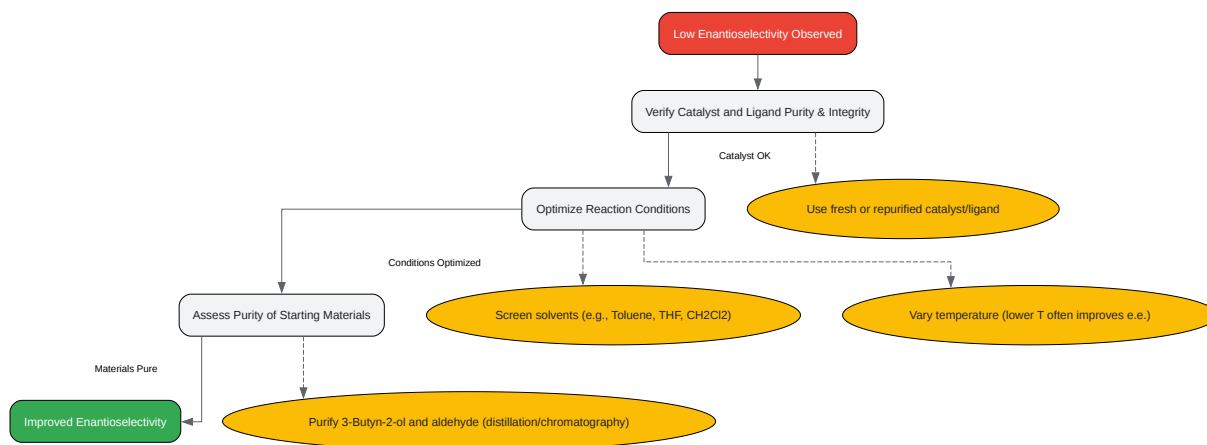 Low Enantioselectivity Observed
Verify Catalyst and Ligand Purity & Integrity
Catalyst OK
Optimize Reaction Conditions
Use fresh or repurified catalyst/ligand
Conditions Optimized
Assess Purity of Starting Materials
Screen solvents (e.g., Toluene, THF, CH2Cl2)
Vary temperature (lower T often improves e.e.)
Materials Pure
Improved Enantioselectivity
Purify 3-Butyn-2-ol and aldehyde (distillation/chromatography)